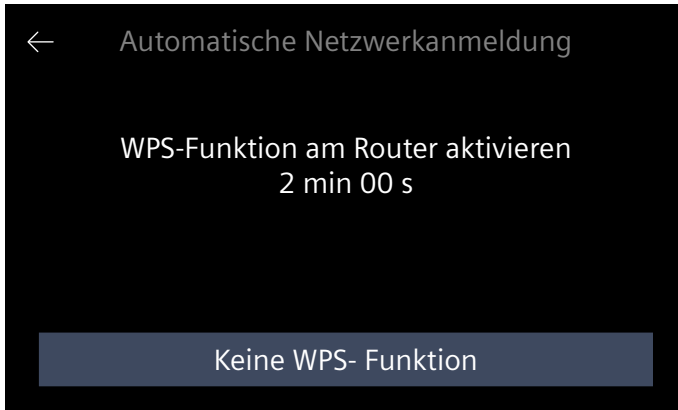 Automatische Netzwerkanmeldung
WPS-Funktion am Router aktivieren
2 min 00 s
Keine WPS- Funktion